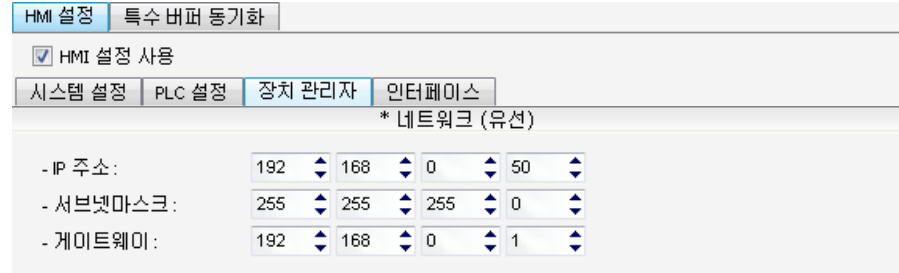 HMI 설정 특수 버퍼 동기화
HMI 설정 사용
시스템 설정 PLC 설정 장치 관리자 인터페이스
* 네트워크 (유선)
- IP 주소 : 192 168 0 50
- 서브넷마스크 : 255 255 255 0
- 게이트웨이 : 192 168 0 1